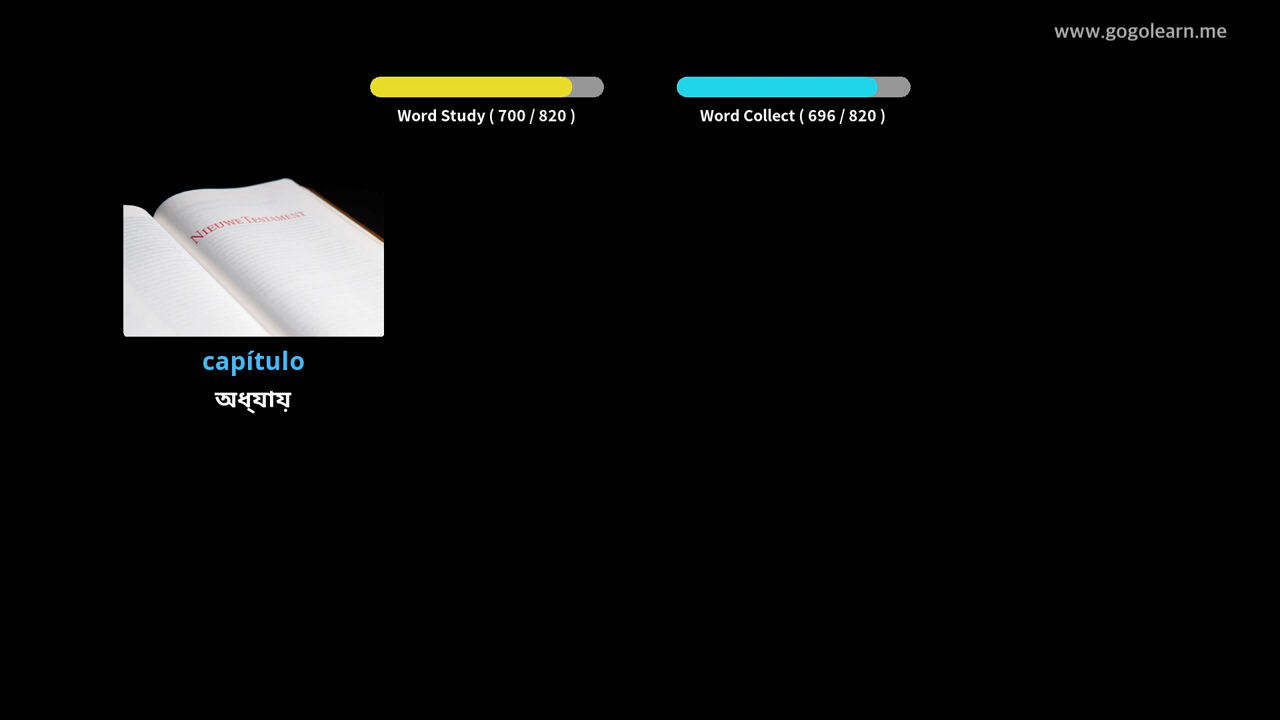 www.gogolearn.me
Word Study ( 700 / 820 )
Word Collect ( 696 / 820 )
NIEUWE TESTAMENT
capítulo
অধ্যায়